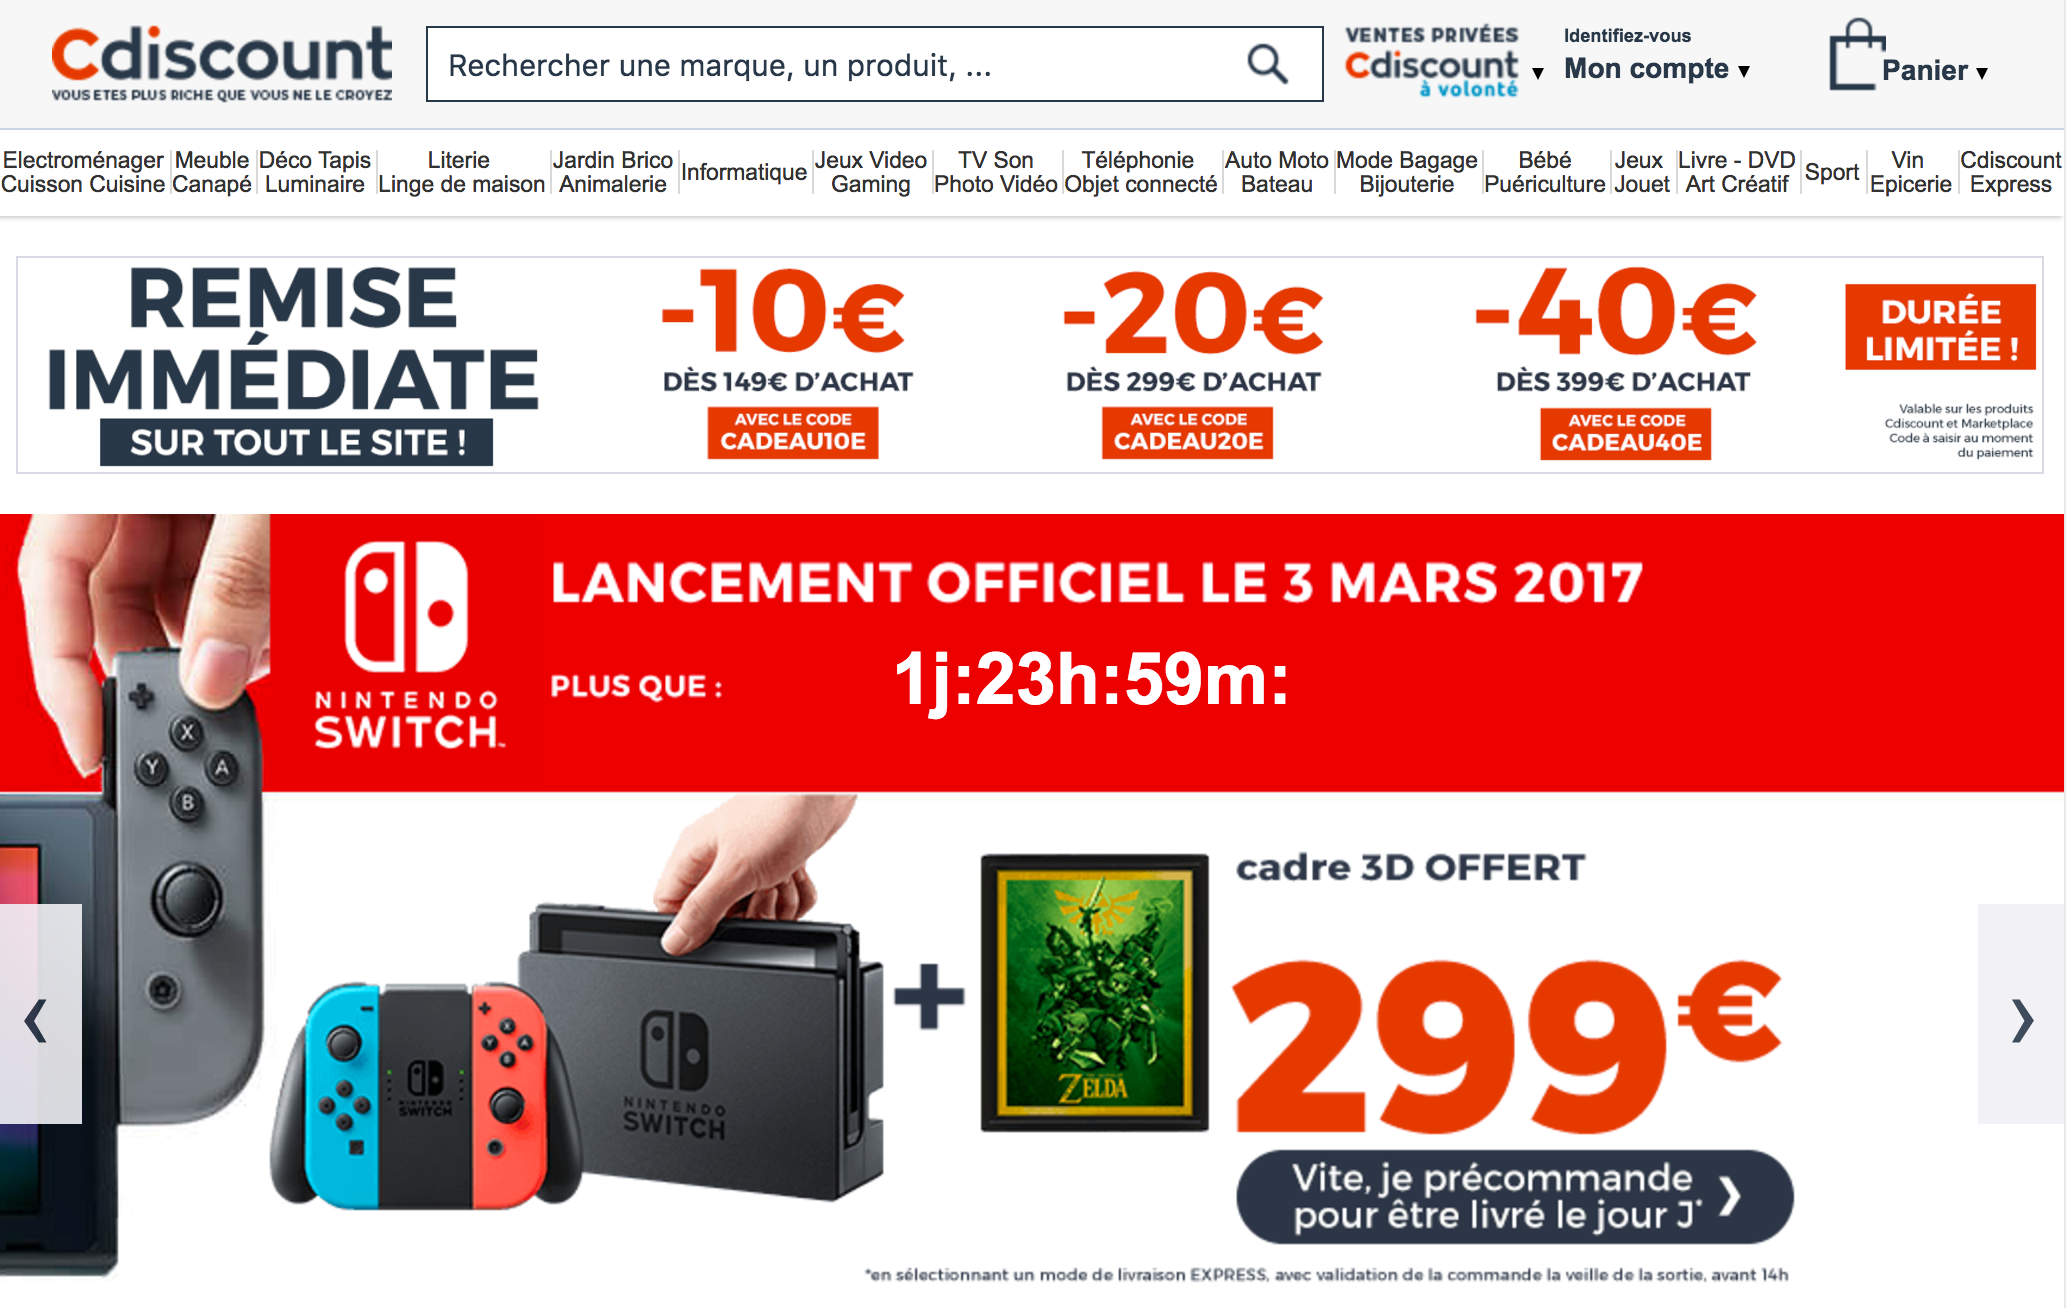 Cdiscount
VOUS ETES PLUS RICHE QUE VOUS NE LE CROYEZ
Rechercher une marque, un produit, ...
VENTES PRIVÉES
Cdiscount
à volonté
Identifiez-vous
Mon compte
Panier
Electroménager
Cuisson Cuisine
Meuble
Canapé
Déco Tapis
Luminaire
Literie
Linge de maison
Jardin Brico
Animalerie
Informatique
Jeux Video
Gaming
TV Son
Photo Vidéo
Téléphonie
Objet connecté
Auto Moto
Bateau
Mode Bagage
Bijouterie
Bébé
Puériculture
Jeux
Jouet
Livre - DVD
Art Créatif
Sport
Vin
Epicerie
Cdiscount
Express
REMISE
IMMÉDIATE
SUR TOUT LE SITE !
-10€
DÈS 149€ D'ACHAT
AVEC LE CODE
CADEAU10E
-20€
DÈS 299€ D'ACHAT
AVEC LE CODE
CADEAU20E
-40€
DÈS 399€ D'ACHAT
AVEC LE CODE
CADEAU40E
DURÉE
LIMITÉE !
Valable sur les produits
Cdiscount et Marketplace
Code à saisir au moment
du paiement
NINTENDO
SWITCH™
LANCEMENT OFFICIEL LE 3 MARS 2017
PLUS QUE :
1j:23h:59m:
X
Y
A
B
NINTENDO
SWITCH
NINTENDO
SWITCH
+
ZELDA
cadre 3D OFFERT
299€
Vite, je précommande
pour être livré le jour J*
*en sélectionnant un mode de livraison EXPRESS, avec validation de la commande la veille de la sortie, avant 14h